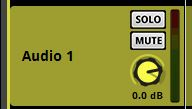 SOLO
MUTE
Audio 1
0.0 dB